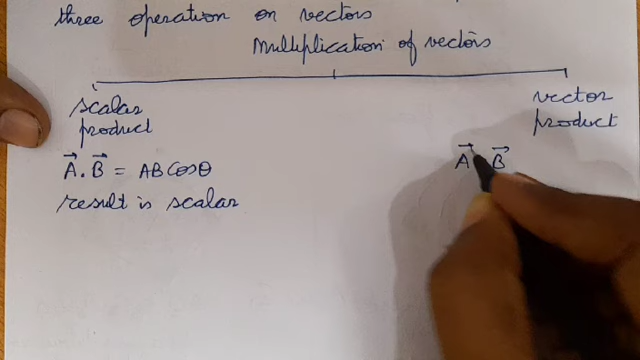 three operation on vectors
Multiplication of vectors
scalar product
vector product
A⃗ . B⃗ = AB Cosθ
A⃗ B⃗
result is scalar